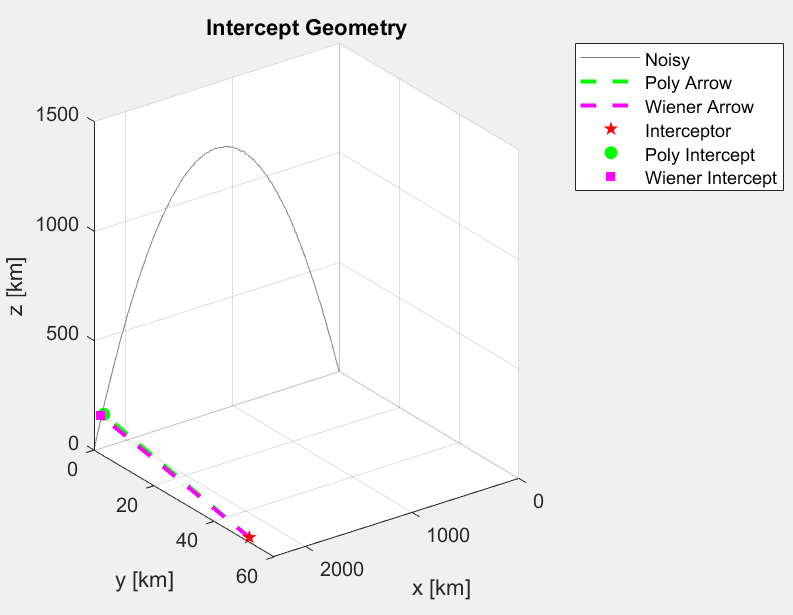 Intercept Geometry
Noisy
Poly Arrow
Wiener Arrow
Interceptor
Poly Intercept
Wiener Intercept
1500
1000
500
0
z [km]
0
20
40
60
y [km]
2000
1000
0
x [km]